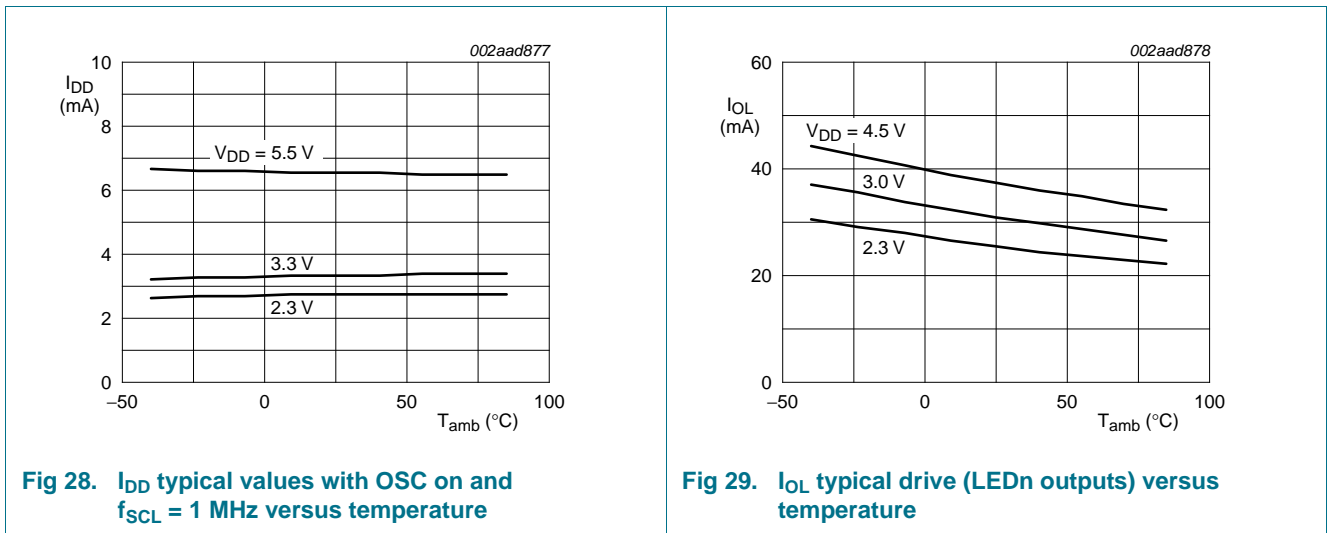 002aad877
10
IDD
(mA)
8
VDD = 5.5 V
6
4
3.3 V
2.3 V
2
0
−50
0
50
100
Tamb (°C)
Fig 28. IDD typical values with OSC on and
fSCL = 1 MHz versus temperature
002aad878
60
IOL
(mA)
VDD = 4.5 V
40
3.0 V
2.3 V
20
0
−50
0
50
100
Tamb (°C)
Fig 29. IOL typical drive (LEDn outputs) versus
temperature